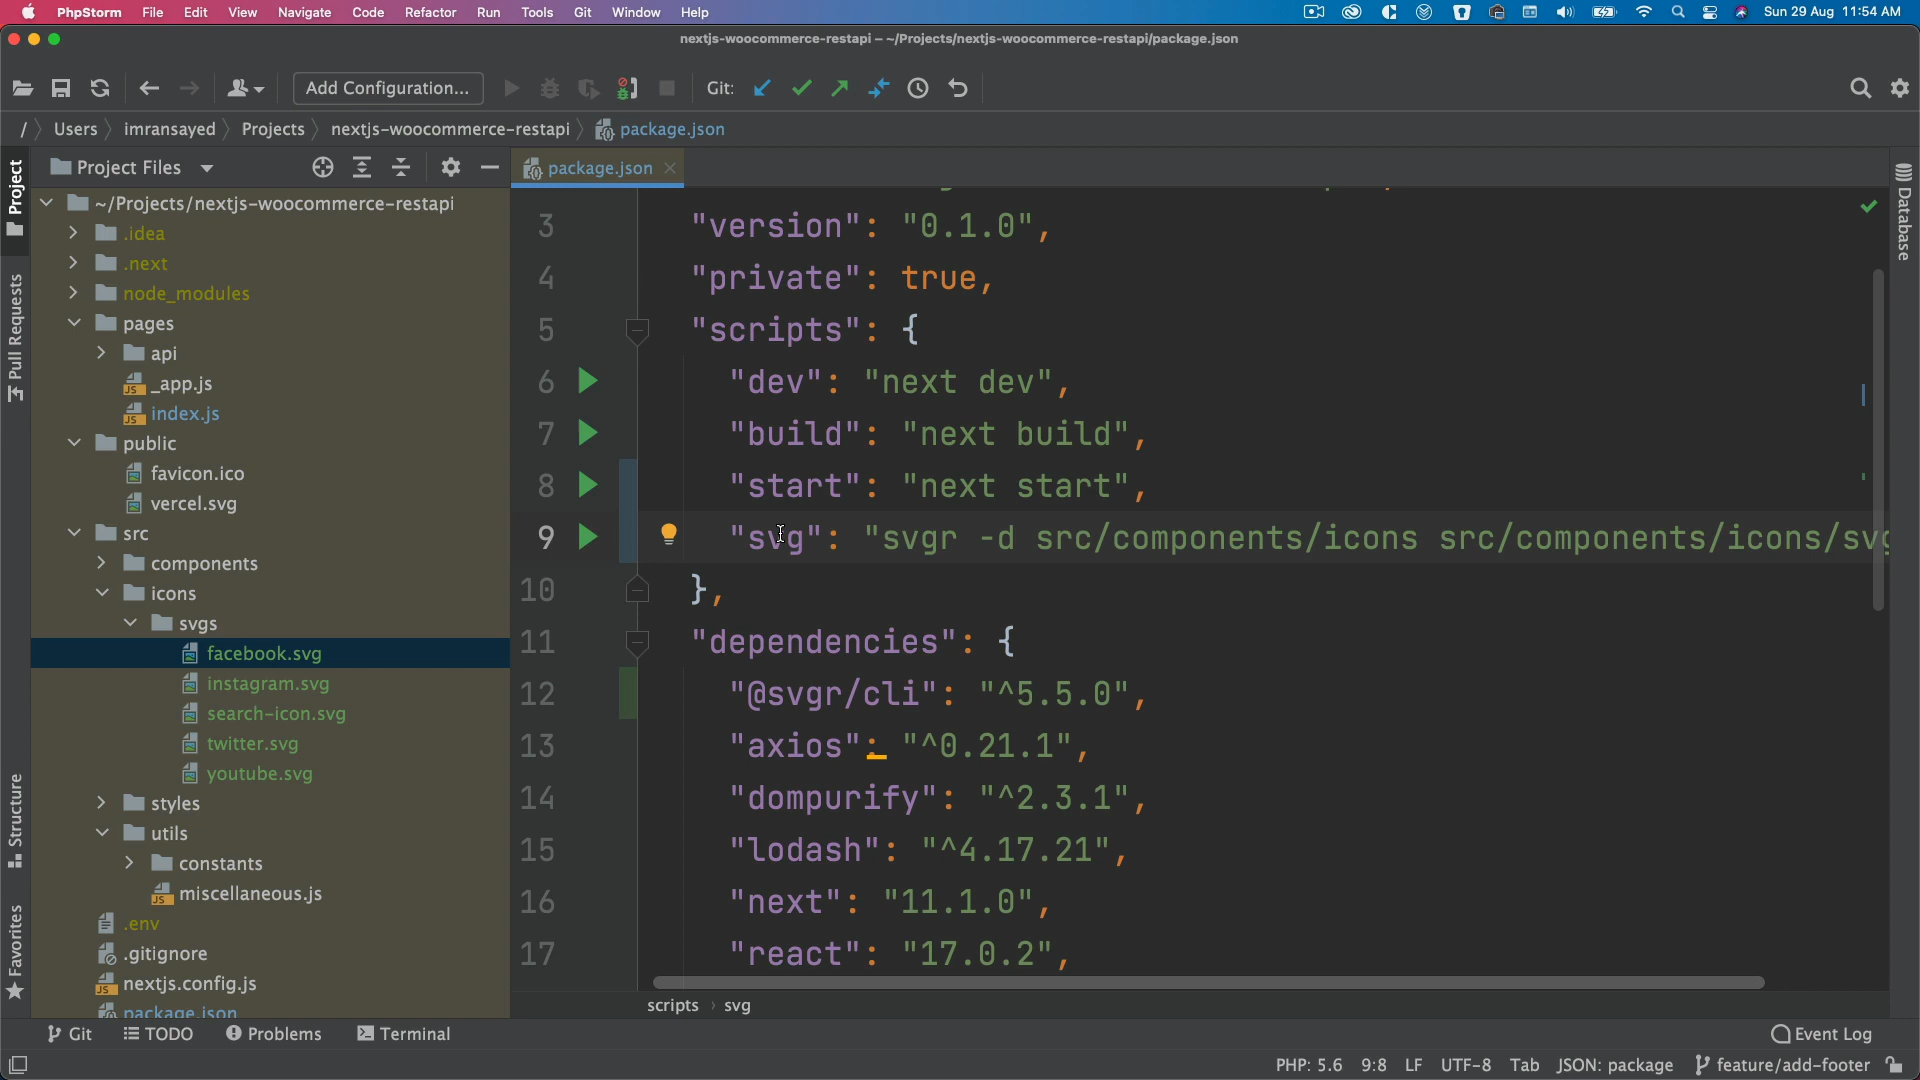 PhpStorm File Edit View Navigate Code Refactor Run Tools Git Window Help Sun 29 Aug 11:54 AM
nextjs-woocommerce-restapi – ~/Projects/nextjs-woocommerce-restapi/package.json
Add Configuration... Git:
/ Users imransayed Projects nextjs-woocommerce-restapi package.json
Project Files
package.json
Project
Pull Requests
Structure
Favorites
Database
~/Projects/nextjs-woocommerce-restapi
.idea
.next
node_modules
pages
api
_app.js
index.js
public
favicon.ico
vercel.svg
src
components
icons
svgs
facebook.svg
instagram.svg
search-icon.svg
twitter.svg
youtube.svg
styles
utils
constants
miscellaneous.js
.env
.gitignore
nextjs.config.js
package.json
3 "version": "0.1.0",
4 "private": true,
5 "scripts": {
6 "dev": "next dev",
7 "build": "next build",
8 "start": "next start",
9 "svg": "svgr -d src/components/icons src/components/icons/svg
10 },
11 "dependencies": {
12 "@svgr/cli": "^5.5.0",
13 "axios": "^0.21.1",
14 "dompurify": "^2.3.1",
15 "lodash": "^4.17.21",
16 "next": "11.1.0",
17 "react": "17.0.2",
scripts › svg
Git TODO Problems Terminal Event Log
PHP: 5.6 9:8 LF UTF-8 Tab JSON: package feature/add-footer